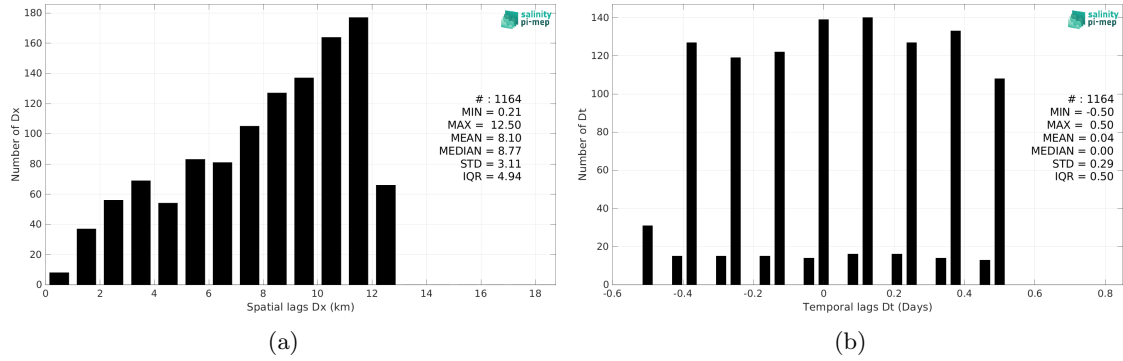 180
160
140
120
100
80
60
40
20
0
Number of Dx
0 2 4 6 8 10 12 14 16 18
Spatial lags Dx (km)
salinity
pi-mep
# : 1164
MIN = 0.21
MAX = 12.50
MEAN = 8.10
MEDIAN = 8.77
STD = 3.11
IQR = 4.94
(a)
140
120
100
80
60
40
20
0
Number of Dt
-0.6 -0.4 -0.2 0 0.2 0.4 0.6 0.8
Temporal lags Dt (Days)
salinity
pi-mep
# : 1164
MIN = -0.50
MAX = 0.50
MEAN = 0.04
MEDIAN = 0.00
STD = 0.29
IQR = 0.50
(b)